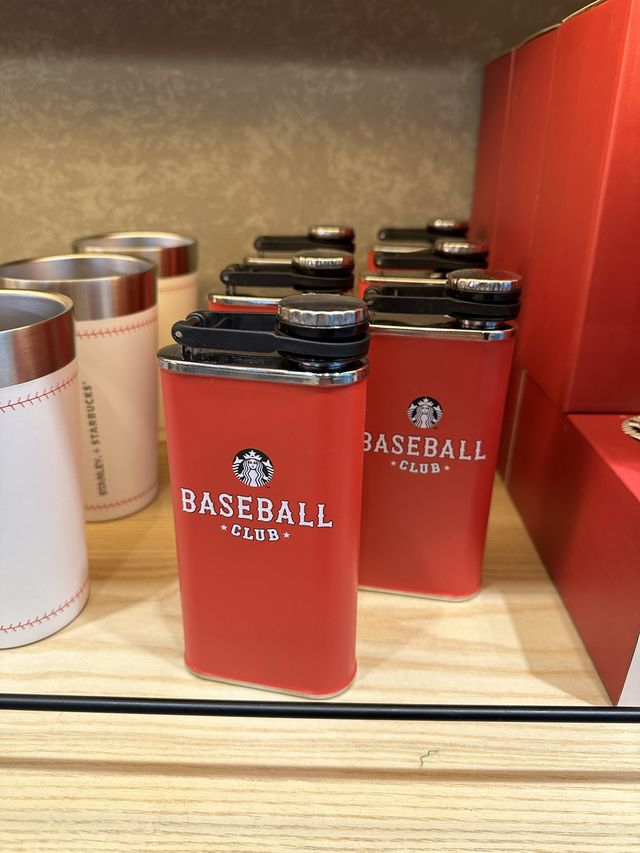 STANLEY. + STARBUCKS®
BASEBALL
★ CLUB ★
BASEBALL
★ CLUB ★